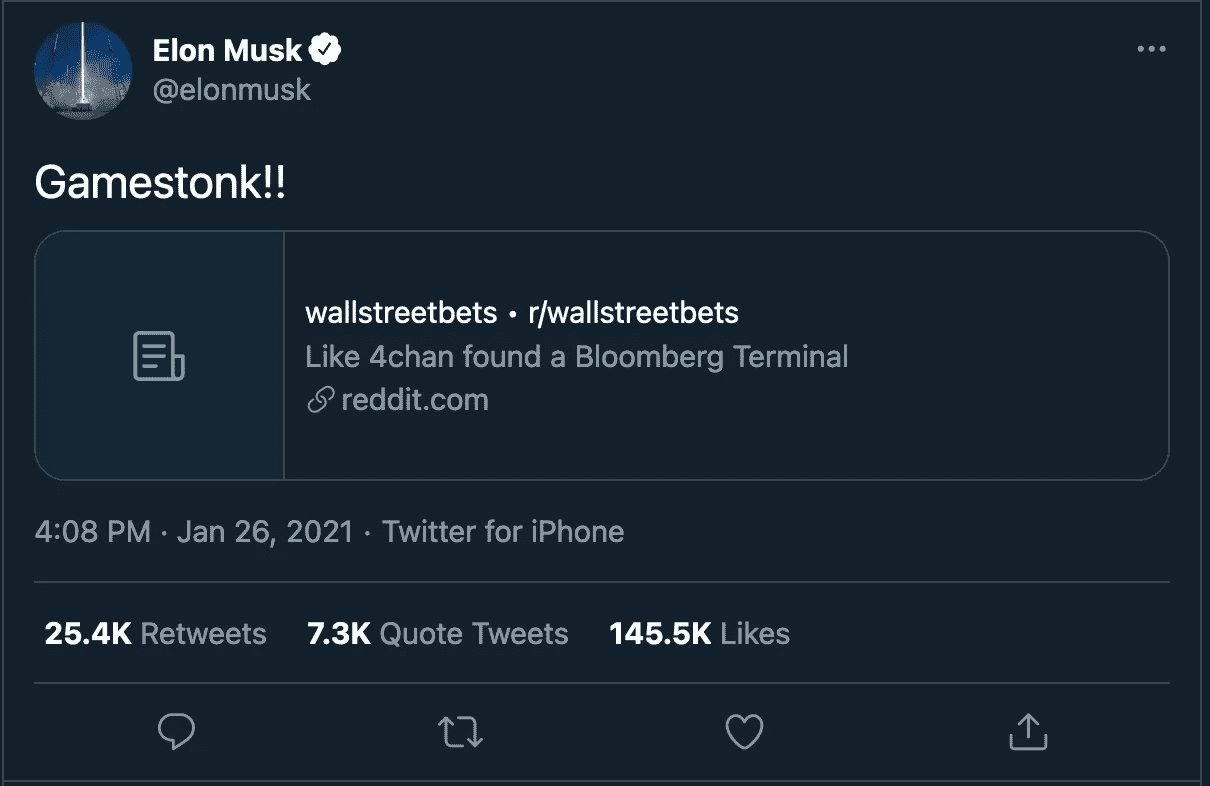 Elon Musk
@elonmusk
Gamestonk!!
wallstreetbets • r/wallstreetbets
Like 4chan found a Bloomberg Terminal
reddit.com
4:08 PM · Jan 26, 2021 · Twitter for iPhone
25.4K Retweets 7.3K Quote Tweets 145.5K Likes